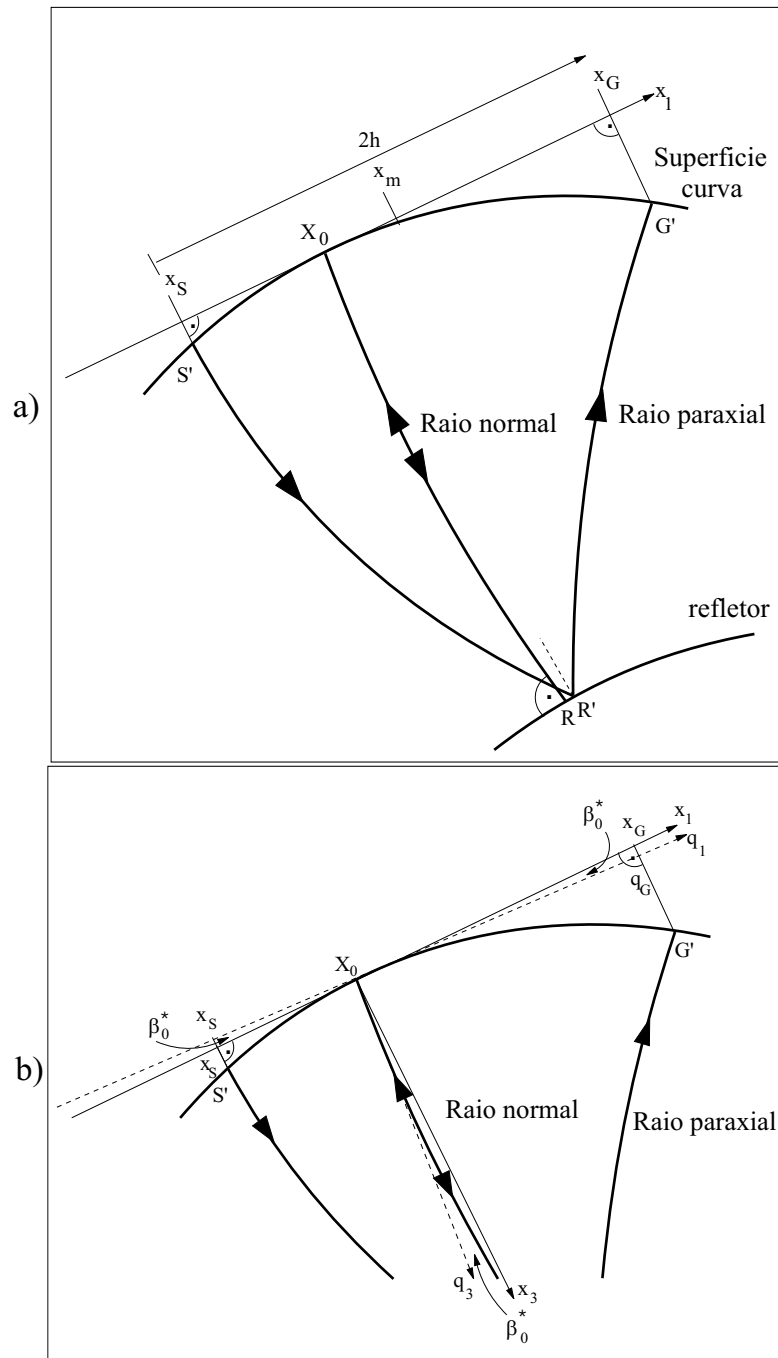 a)
x_G
x_1
2h
x_m
Superficie
curva
X_0
x_S
G'
S'
Raio normal
Raio paraxial
refletor
R
R'
b)
β_0^*
x_G
x_1
q_1
q_G
X_0
G'
x_S
β_0^*
x_S
S'
Raio normal
Raio paraxial
q_3
x_3
β_0^*